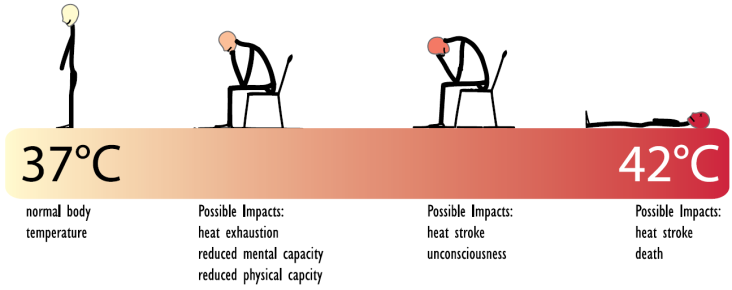 37°C
42°C
normal body
temperature
Possible Impacts:
heat exhaustion
reduced mental capacity
reduced physical capcity
Possible Impacts:
heat stroke
unconsciousness
Possible Impacts:
heat stroke
death